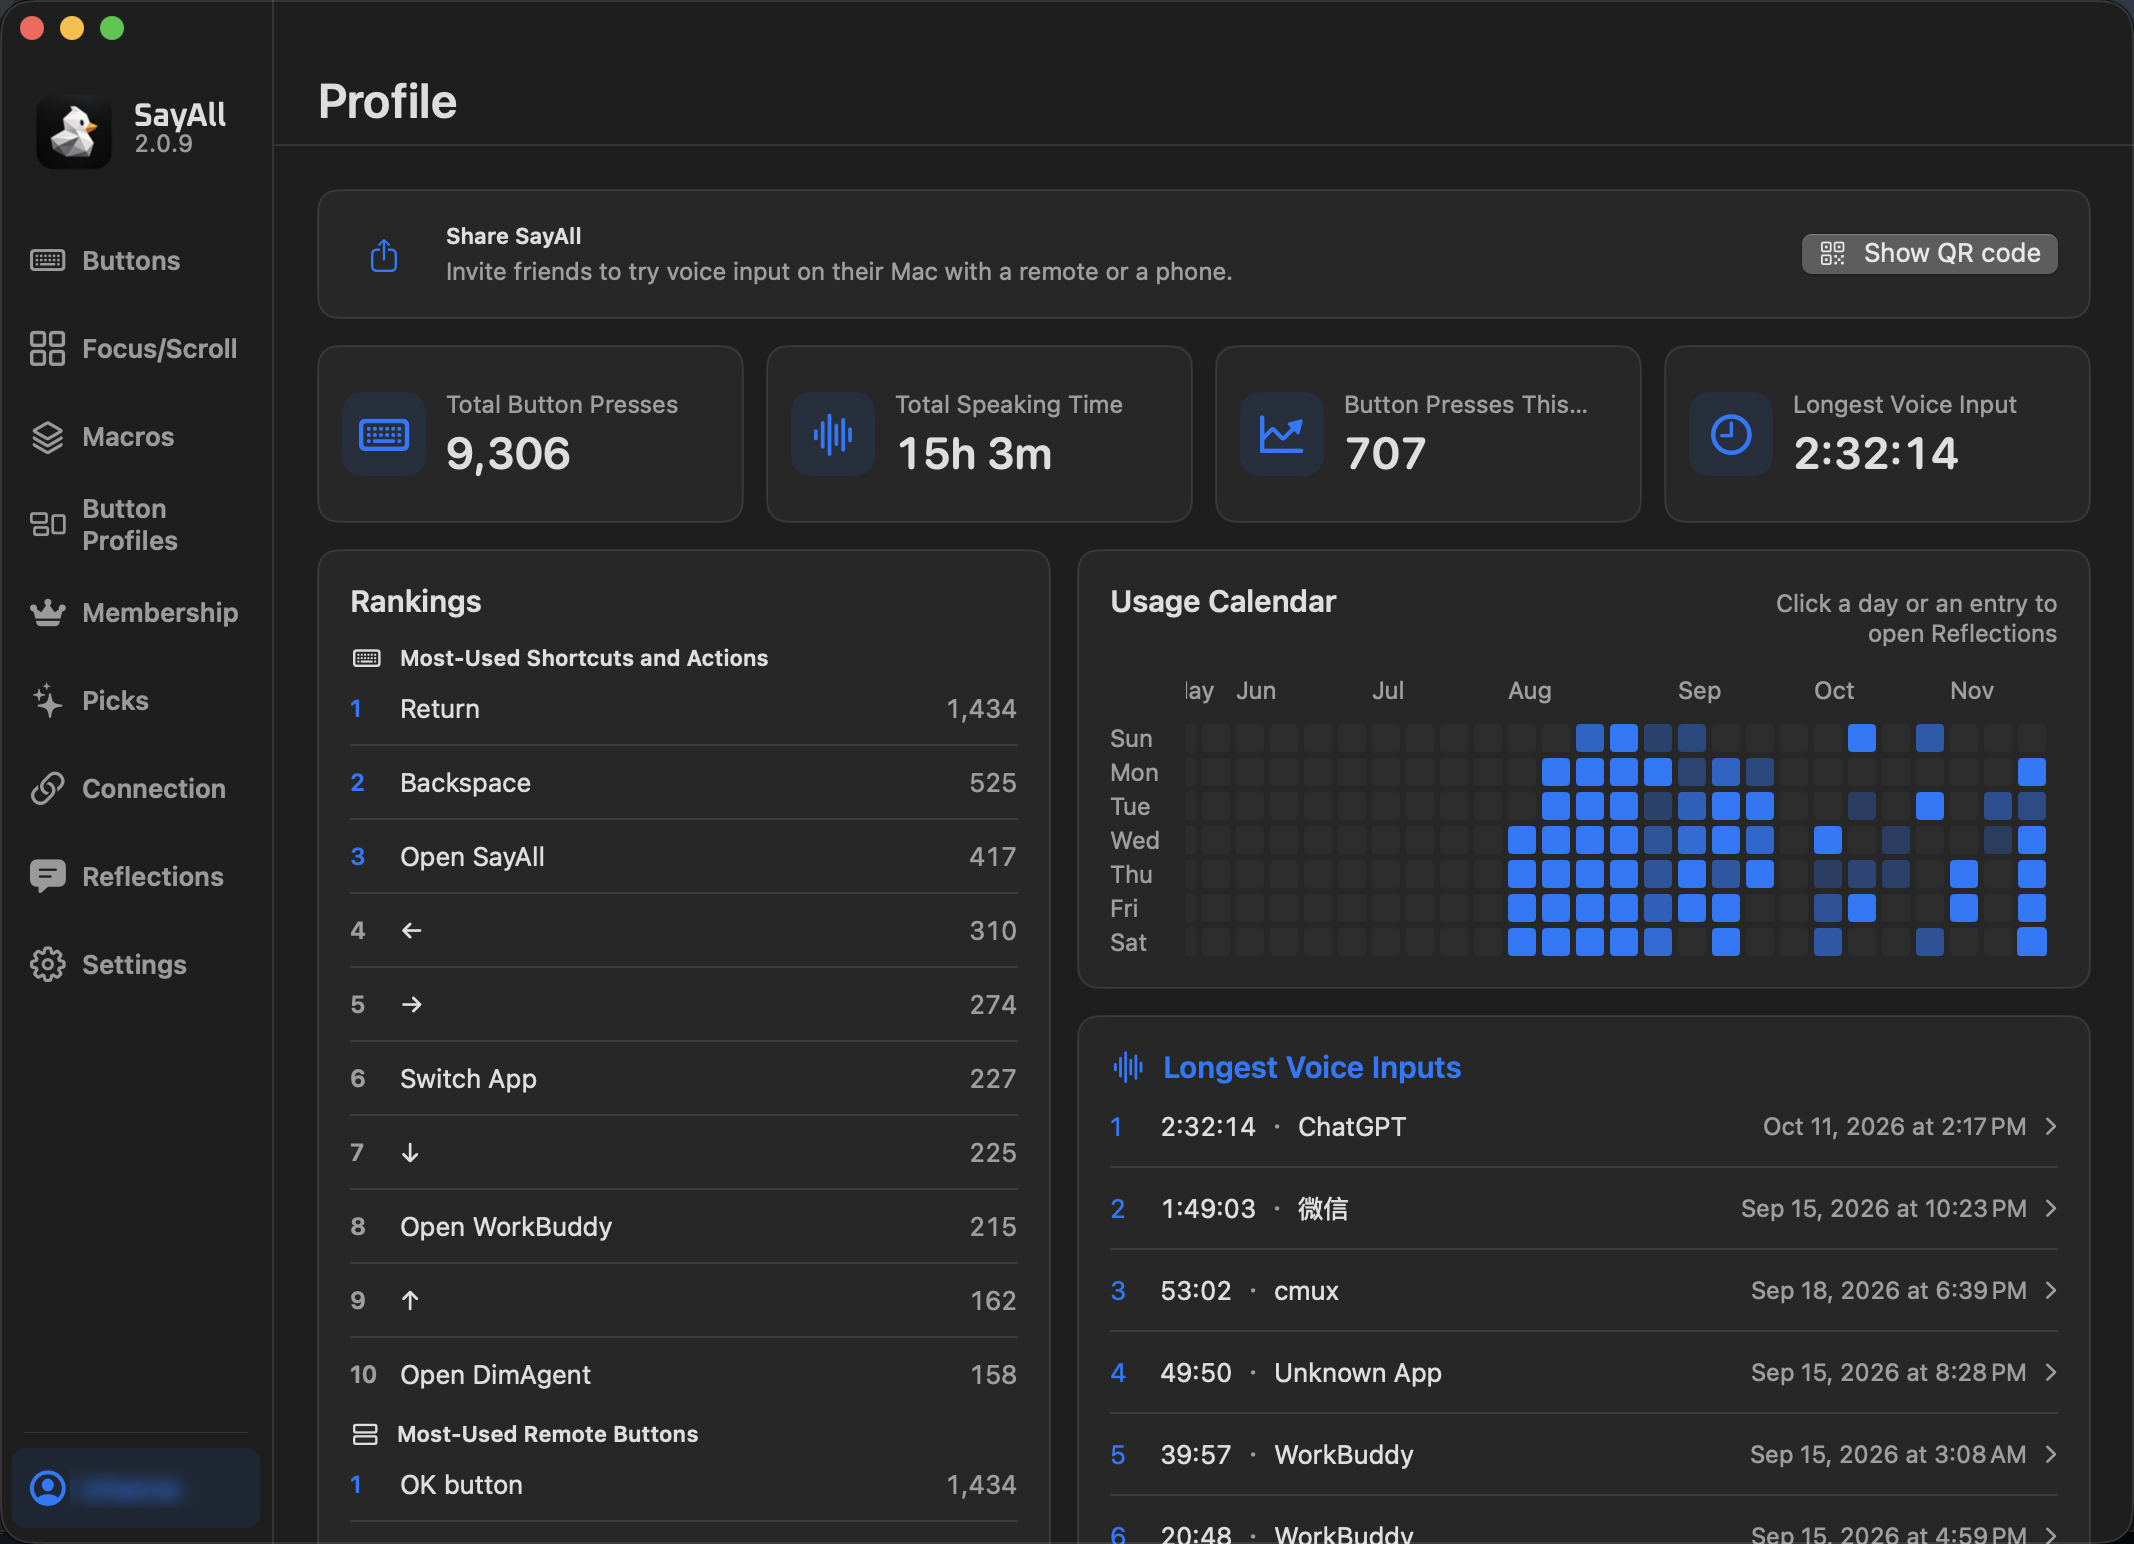 SayAll
2.0.9
Buttons
Focus/Scroll
Macros
Button
Profiles
Membership
Picks
Connection
Reflections
Settings
Profile
Share SayAll
Invite friends to try voice input on their Mac with a remote or a phone.
Show QR code
Total Button Presses
9,306
Total Speaking Time
15h 3m
Button Presses This...
707
Longest Voice Input
2:32:14
Rankings
Most-Used Shortcuts and Actions
1 Return 1,434
2 Backspace 525
3 Open SayAll 417
4 ← 310
5 → 274
6 Switch App 227
7 ↓ 225
8 Open WorkBuddy 215
9 ↑ 162
10 Open DimAgent 158
Most-Used Remote Buttons
1 OK button 1,434
Usage Calendar
Click a day or an entry to
open Reflections
lay Jun Jul Aug Sep Oct Nov
Sun
Mon
Tue
Wed
Thu
Fri
Sat
Longest Voice Inputs
1 2:32:14 · ChatGPT Oct 11, 2026 at 2:17 PM
2 1:49:03 · 微信 Sep 15, 2026 at 10:23 PM
3 53:02 · cmux Sep 18, 2026 at 6:39 PM
4 49:50 · Unknown App Sep 15, 2026 at 8:28 PM
5 39:57 · WorkBuddy Sep 15, 2026 at 3:08 AM
6 20:48 · WorkBuddy Sep 15, 2026 at 4:59 PM